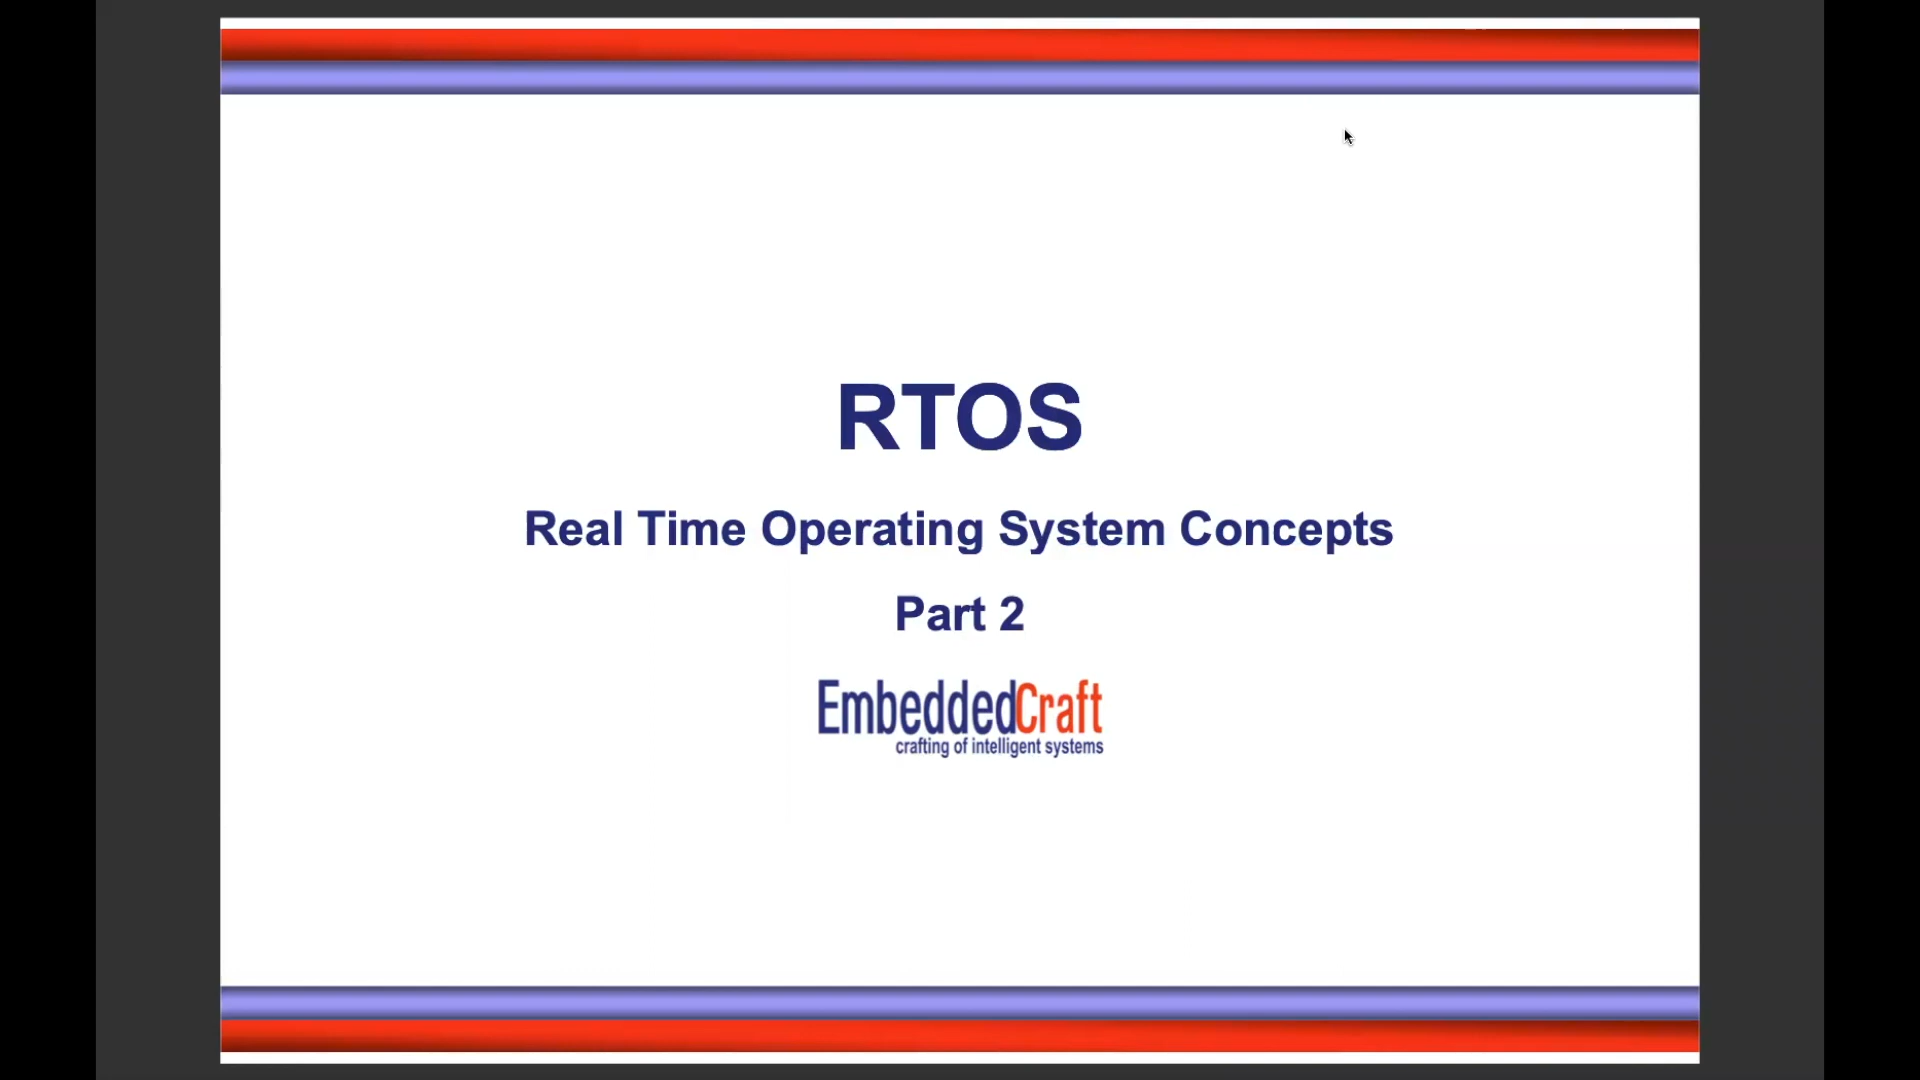 RTOS
Real Time Operating System Concepts
Part 2
EmbeddedCraft
crafting of intelligent systems